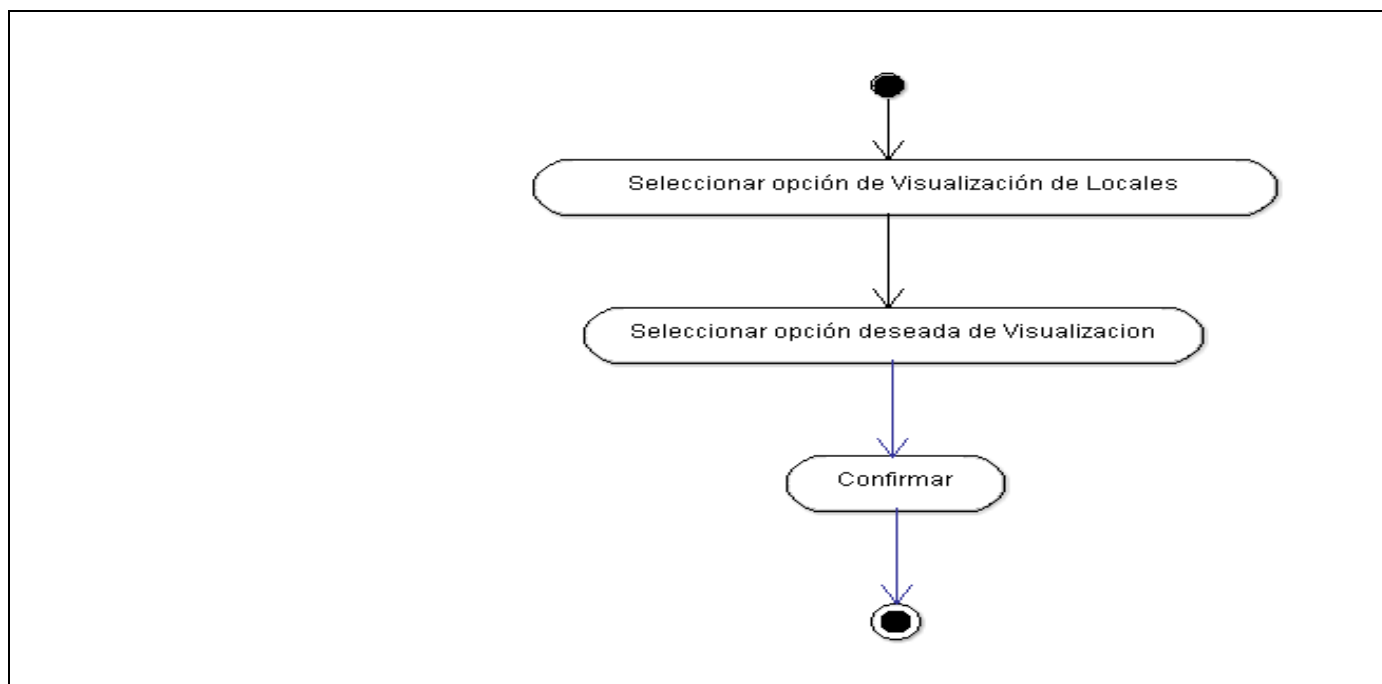 Seleccionar opción de Visualización de Locales
Seleccionar opción deseada de Visualizacion
Confirmar